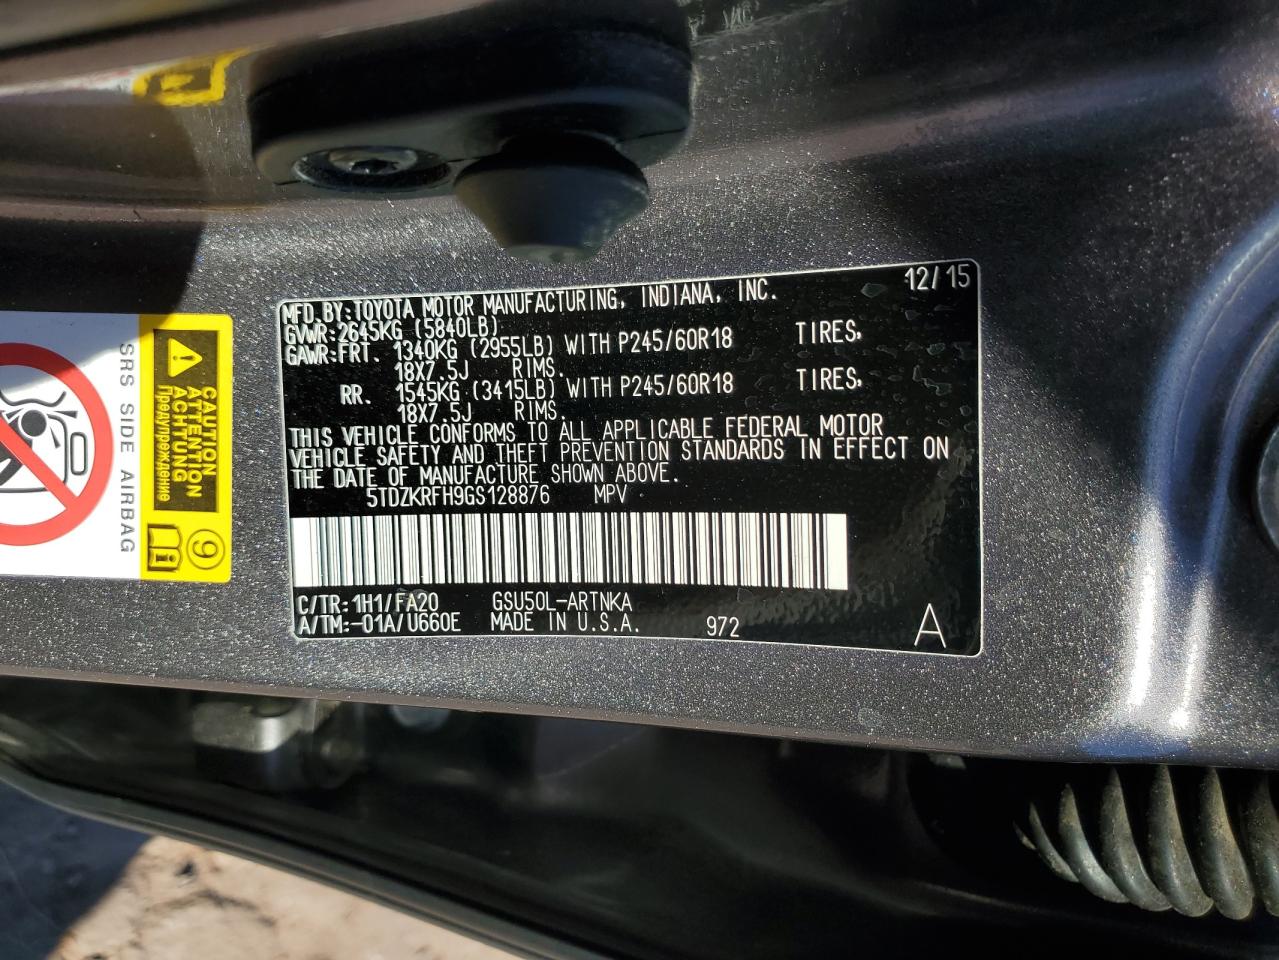 12/15
MFD.BY:TOYOTA MOTOR MANUFACTURING, INDIANA, INC.
GVWR:2645KG (5840LB)
GAWR:FRT. 1340KG (2955LB) WITH P245/60R18 TIRES,
18X7.5J RIMS.
RR. 1545KG (3415LB) WITH P245/60R18 TIRES,
18X7.5J RIMS.
THIS VEHICLE CONFORMS TO ALL APPLICABLE FEDERAL MOTOR
VEHICLE SAFETY AND THEFT PREVENTION STANDARDS IN EFFECT ON
THE DATE OF MANUFACTURE SHOWN ABOVE.
5TDZKRFH9GS128876 MPV
C/TR:1H1/FA20 GSU50L-ARTNKA
A/TM:-01A/U660E MADE IN U.S.A. 972 A
CAUTION
ATTENTION
ACHTUNG
Предупреждение
9
SRS SIDE AIRBAG